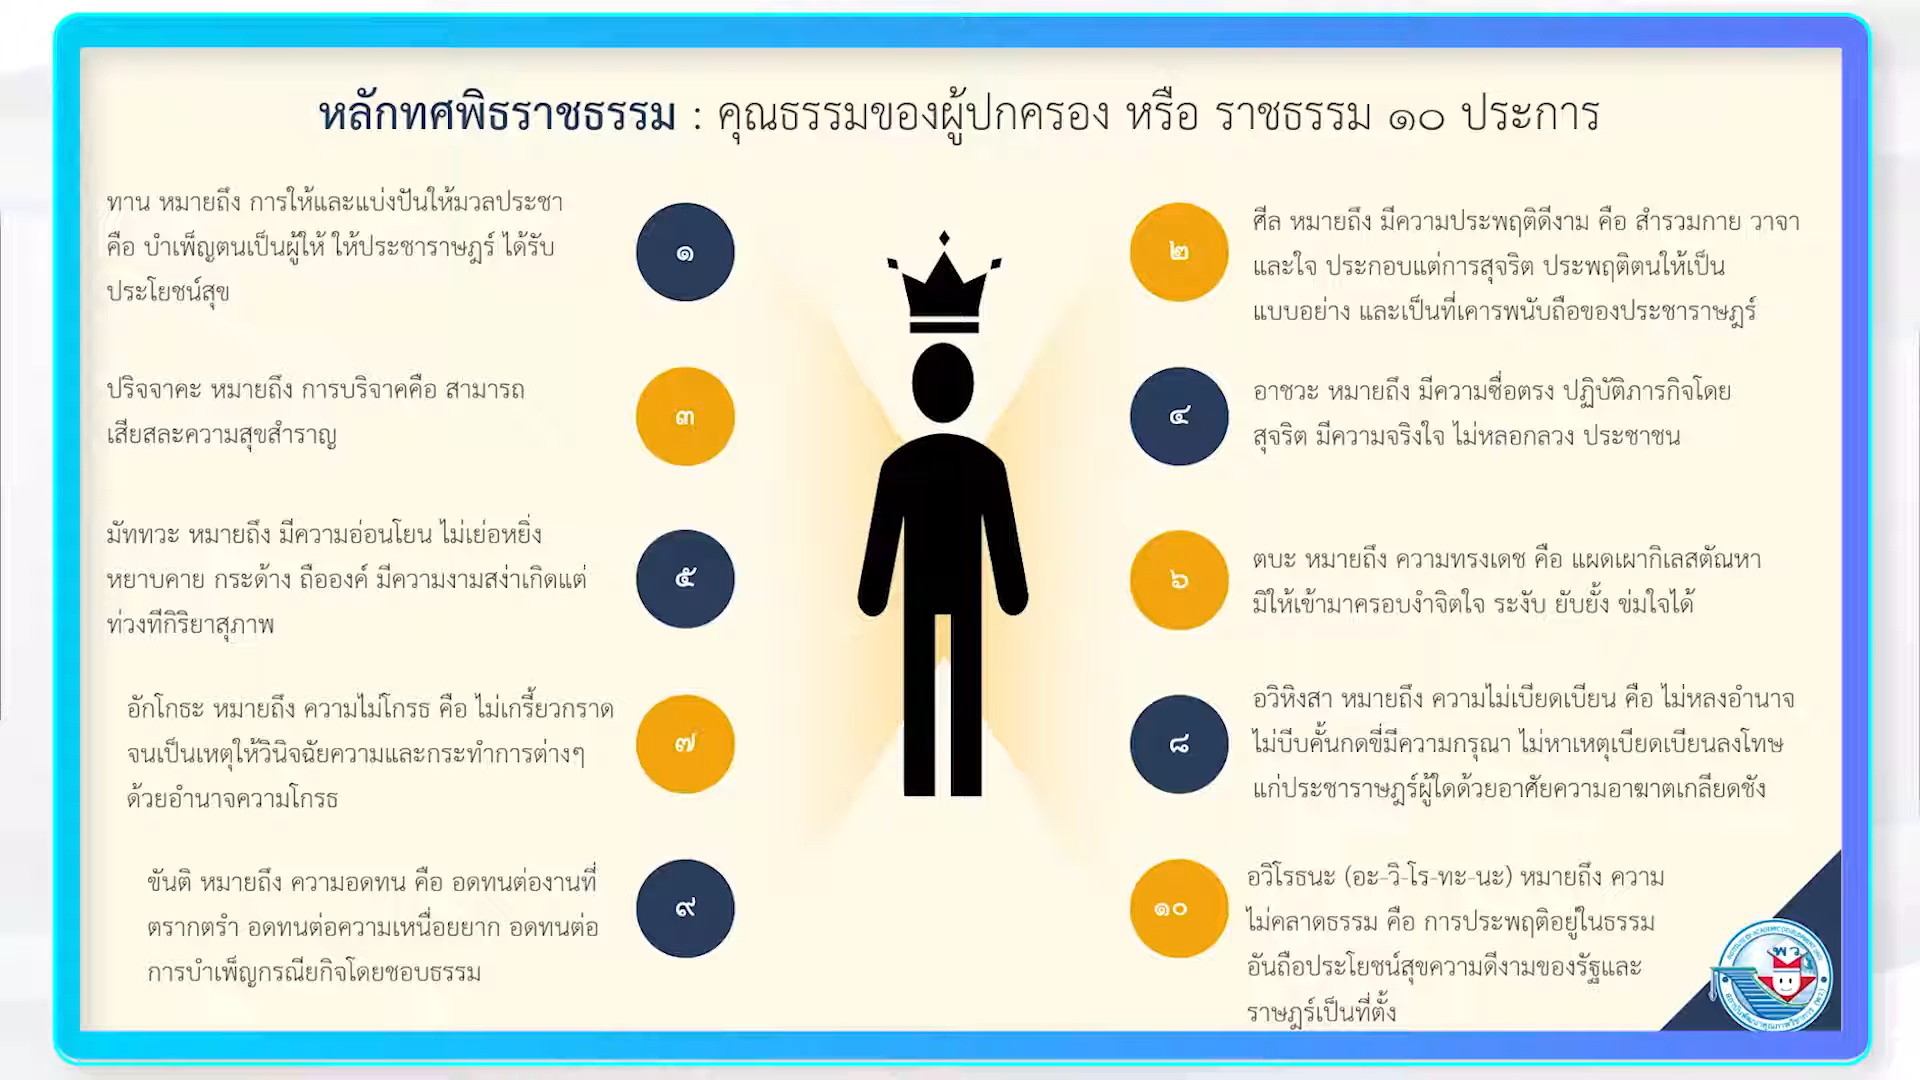 หลักทศพิธราชธรรม : คุณธรรมของผู้ปกครอง หรือ ราชธรรม ๑๐ ประการ
๑
ทาน หมายถึง การให้และแบ่งปันให้มวลประชา
คือ บำเพ็ญตนเป็นผู้ให้ ให้ประชาราษฎร์ ได้รับ
ประโยชน์สุข
๒
ศีล หมายถึง มีความประพฤติดีงาม คือ สำรวมกาย วาจา
และใจ ประกอบแต่การสุจริต ประพฤติตนให้เป็น
แบบอย่าง และเป็นที่เคารพนับถือของประชาราษฎร์
๓
ปริจจาคะ หมายถึง การบริจาคคือ สามารถ
เสียสละความสุขสำราญ
๔
อาชวะ หมายถึง มีความซื่อตรง ปฏิบัติภารกิจโดย
สุจริต มีความจริงใจ ไม่หลอกลวง ประชาชน
๕
มัททวะ หมายถึง มีความอ่อนโยน ไม่เย่อหยิ่ง
หยาบคาย กระด้าง ถือองค์ มีความงามสง่าเกิดแต่
ท่วงทีกิริยาสุภาพ
๖
ตบะ หมายถึง ความทรงเดช คือ แผดเผากิเลสตัณหา
มิให้เข้ามาครอบงำจิตใจ ระงับ ยับยั้ง ข่มใจได้
๗
อักโกธะ หมายถึง ความไม่โกรธ คือ ไม่เกรี้ยวกราด
จนเป็นเหตุให้วินิจฉัยความและกระทำการต่างๆ
ด้วยอำนาจความโกรธ
๘
อวิหิงสา หมายถึง ความไม่เบียดเบียน คือ ไม่หลงอำนาจ
ไม่บีบคั้นกดขี่มีความกรุณา ไม่หาเหตุเบียดเบียนลงโทษ
แก่ประชาราษฎร์ผู้ใดด้วยอาศัยความอาฆาตเกลียดชัง
๙
ขันติ หมายถึง ความอดทน คือ อดทนต่องานที่
ตรากตรำ อดทนต่อความเหนื่อยยาก อดทนต่อ
การบำเพ็ญกรณียกิจโดยชอบธรรม
๑๐
อวิโรธนะ (อะ-วิ-โร-ทะ-นะ) หมายถึง ความ
ไม่คลาดธรรม คือ การประพฤติอยู่ในธรรม
อันถือประโยชน์สุขความดีงามของรัฐและ
ราษฎร์เป็นที่ตั้ง
พว.
สถาบันพัฒนาคุณภาพวิชาการ (พว.)